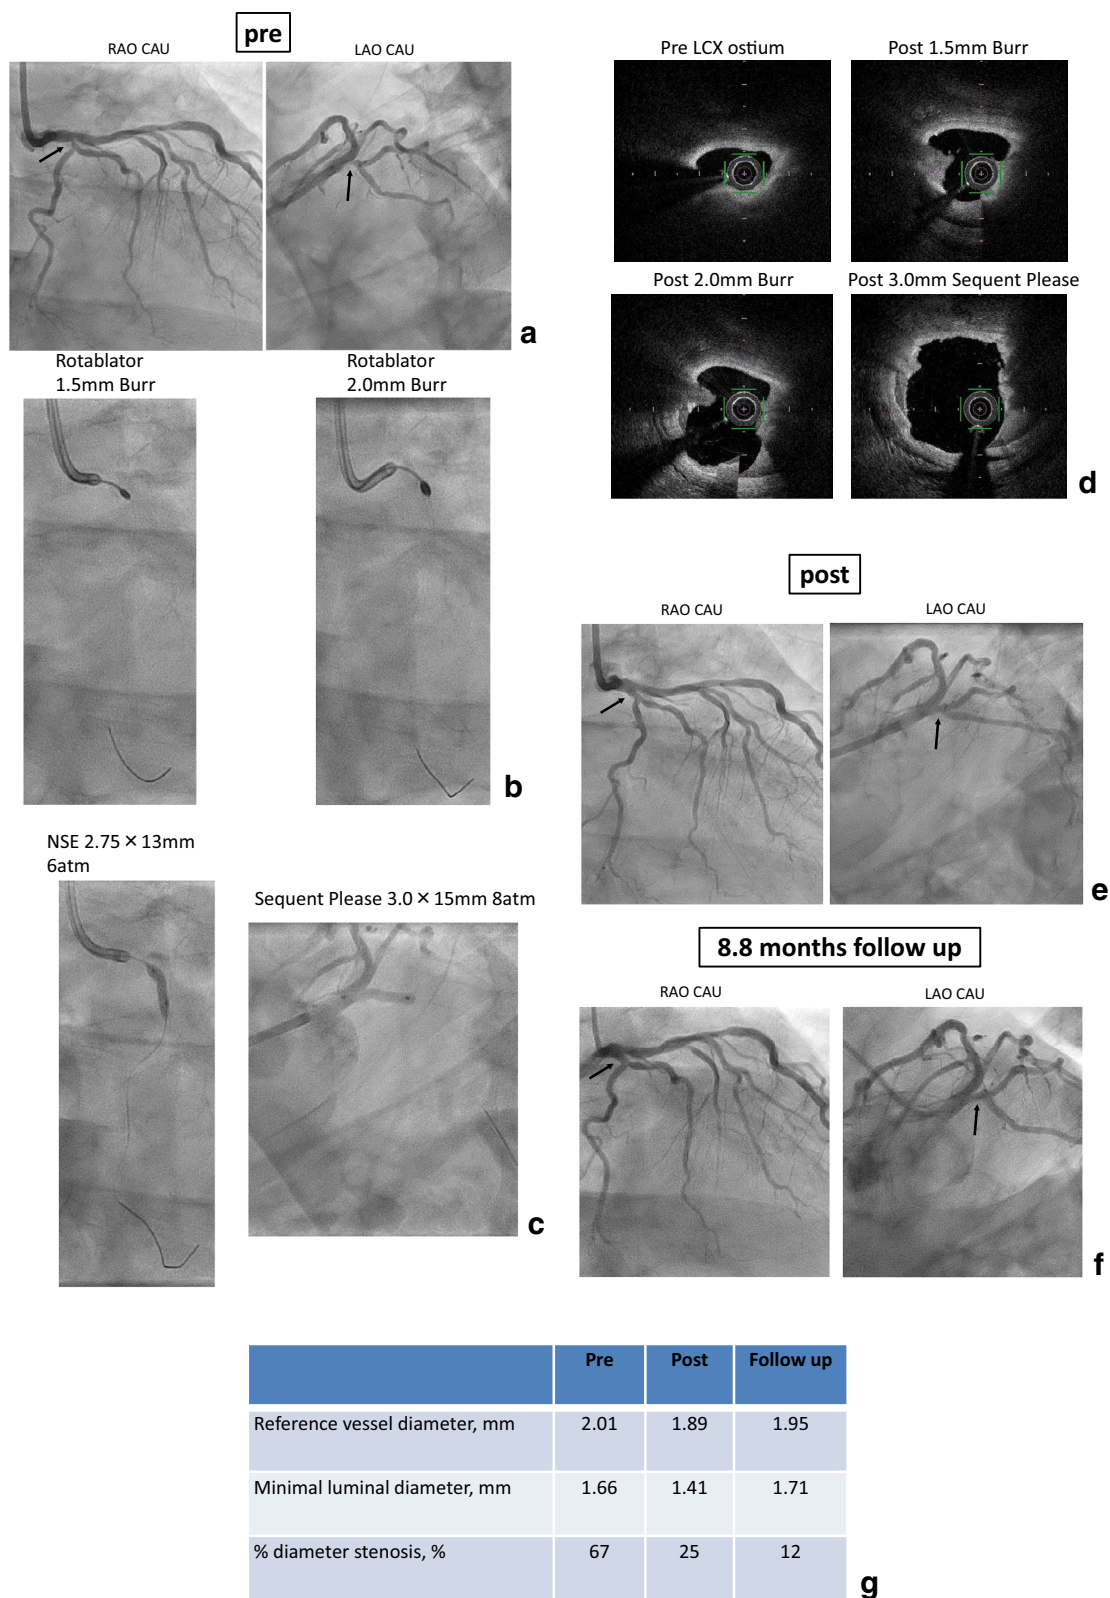 pre
RAO CAU
LAO CAU
a
Rotablator
1.5mm Burr
Rotablator
2.0mm Burr
b
NSE 2.75 × 13mm
6atm
Sequent Please 3.0 × 15mm 8atm
c
Pre LCX ostium
Post 1.5mm Burr
Post 2.0mm Burr
Post 3.0mm Sequent Please
d
post
RAO CAU
LAO CAU
e
8.8 months follow up
RAO CAU
LAO CAU
f
Pre Post Follow up
Reference vessel diameter, mm 2.01 1.89 1.95
Minimal luminal diameter, mm 1.66 1.41 1.71
% diameter stenosis, % 67 25 12
g